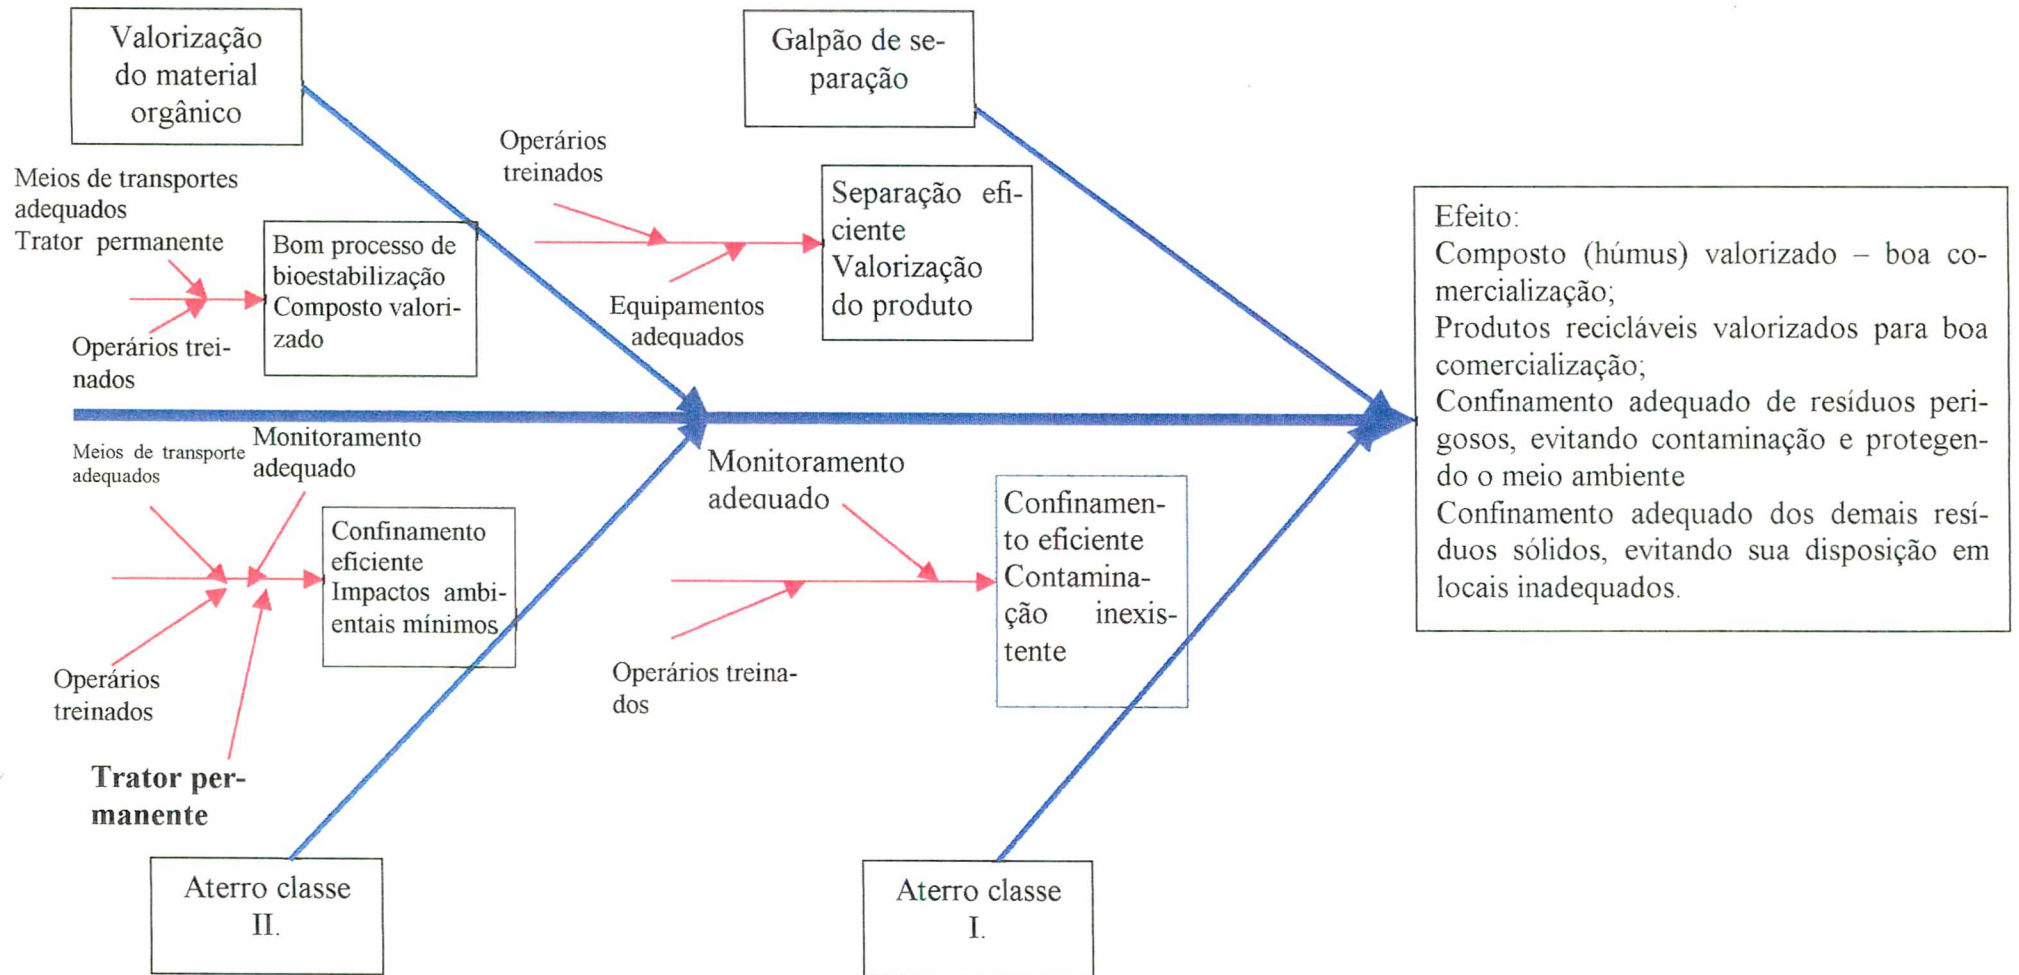 Valorização
do material
orgânico
Galpão de se-
paração
Operários
treinados
Meios de transportes
adequados
Trator permanente
Bom processo de
bioestabilização
Composto valori-
zado
Operários trei-
nados
Equipamentos
adequados
Separação efi-
ciente
Valorização
do produto
Efeito:
Composto (húmus) valorizado – boa co-
mercialização;
Produtos recicláveis valorizados para boa
comercialização;
Confinamento adequado de resíduos peri-
gosos, evitando contaminação e protegen-
do o meio ambiente
Confinamento adequado dos demais resí-
duos sólidos, evitando sua disposição em
locais inadequados.
Meios de transporte
adequados
Monitoramento
adequado
Confinamento
eficiente
Impactos ambi-
entais mínimos
Operários
treinados
Trator per-
manente
Monitoramento
adequado
Confinamen-
to eficiente
Contamina-
ção inexis-
tente
Operários treina-
dos
Aterro classe
II.
Aterro classe
I.